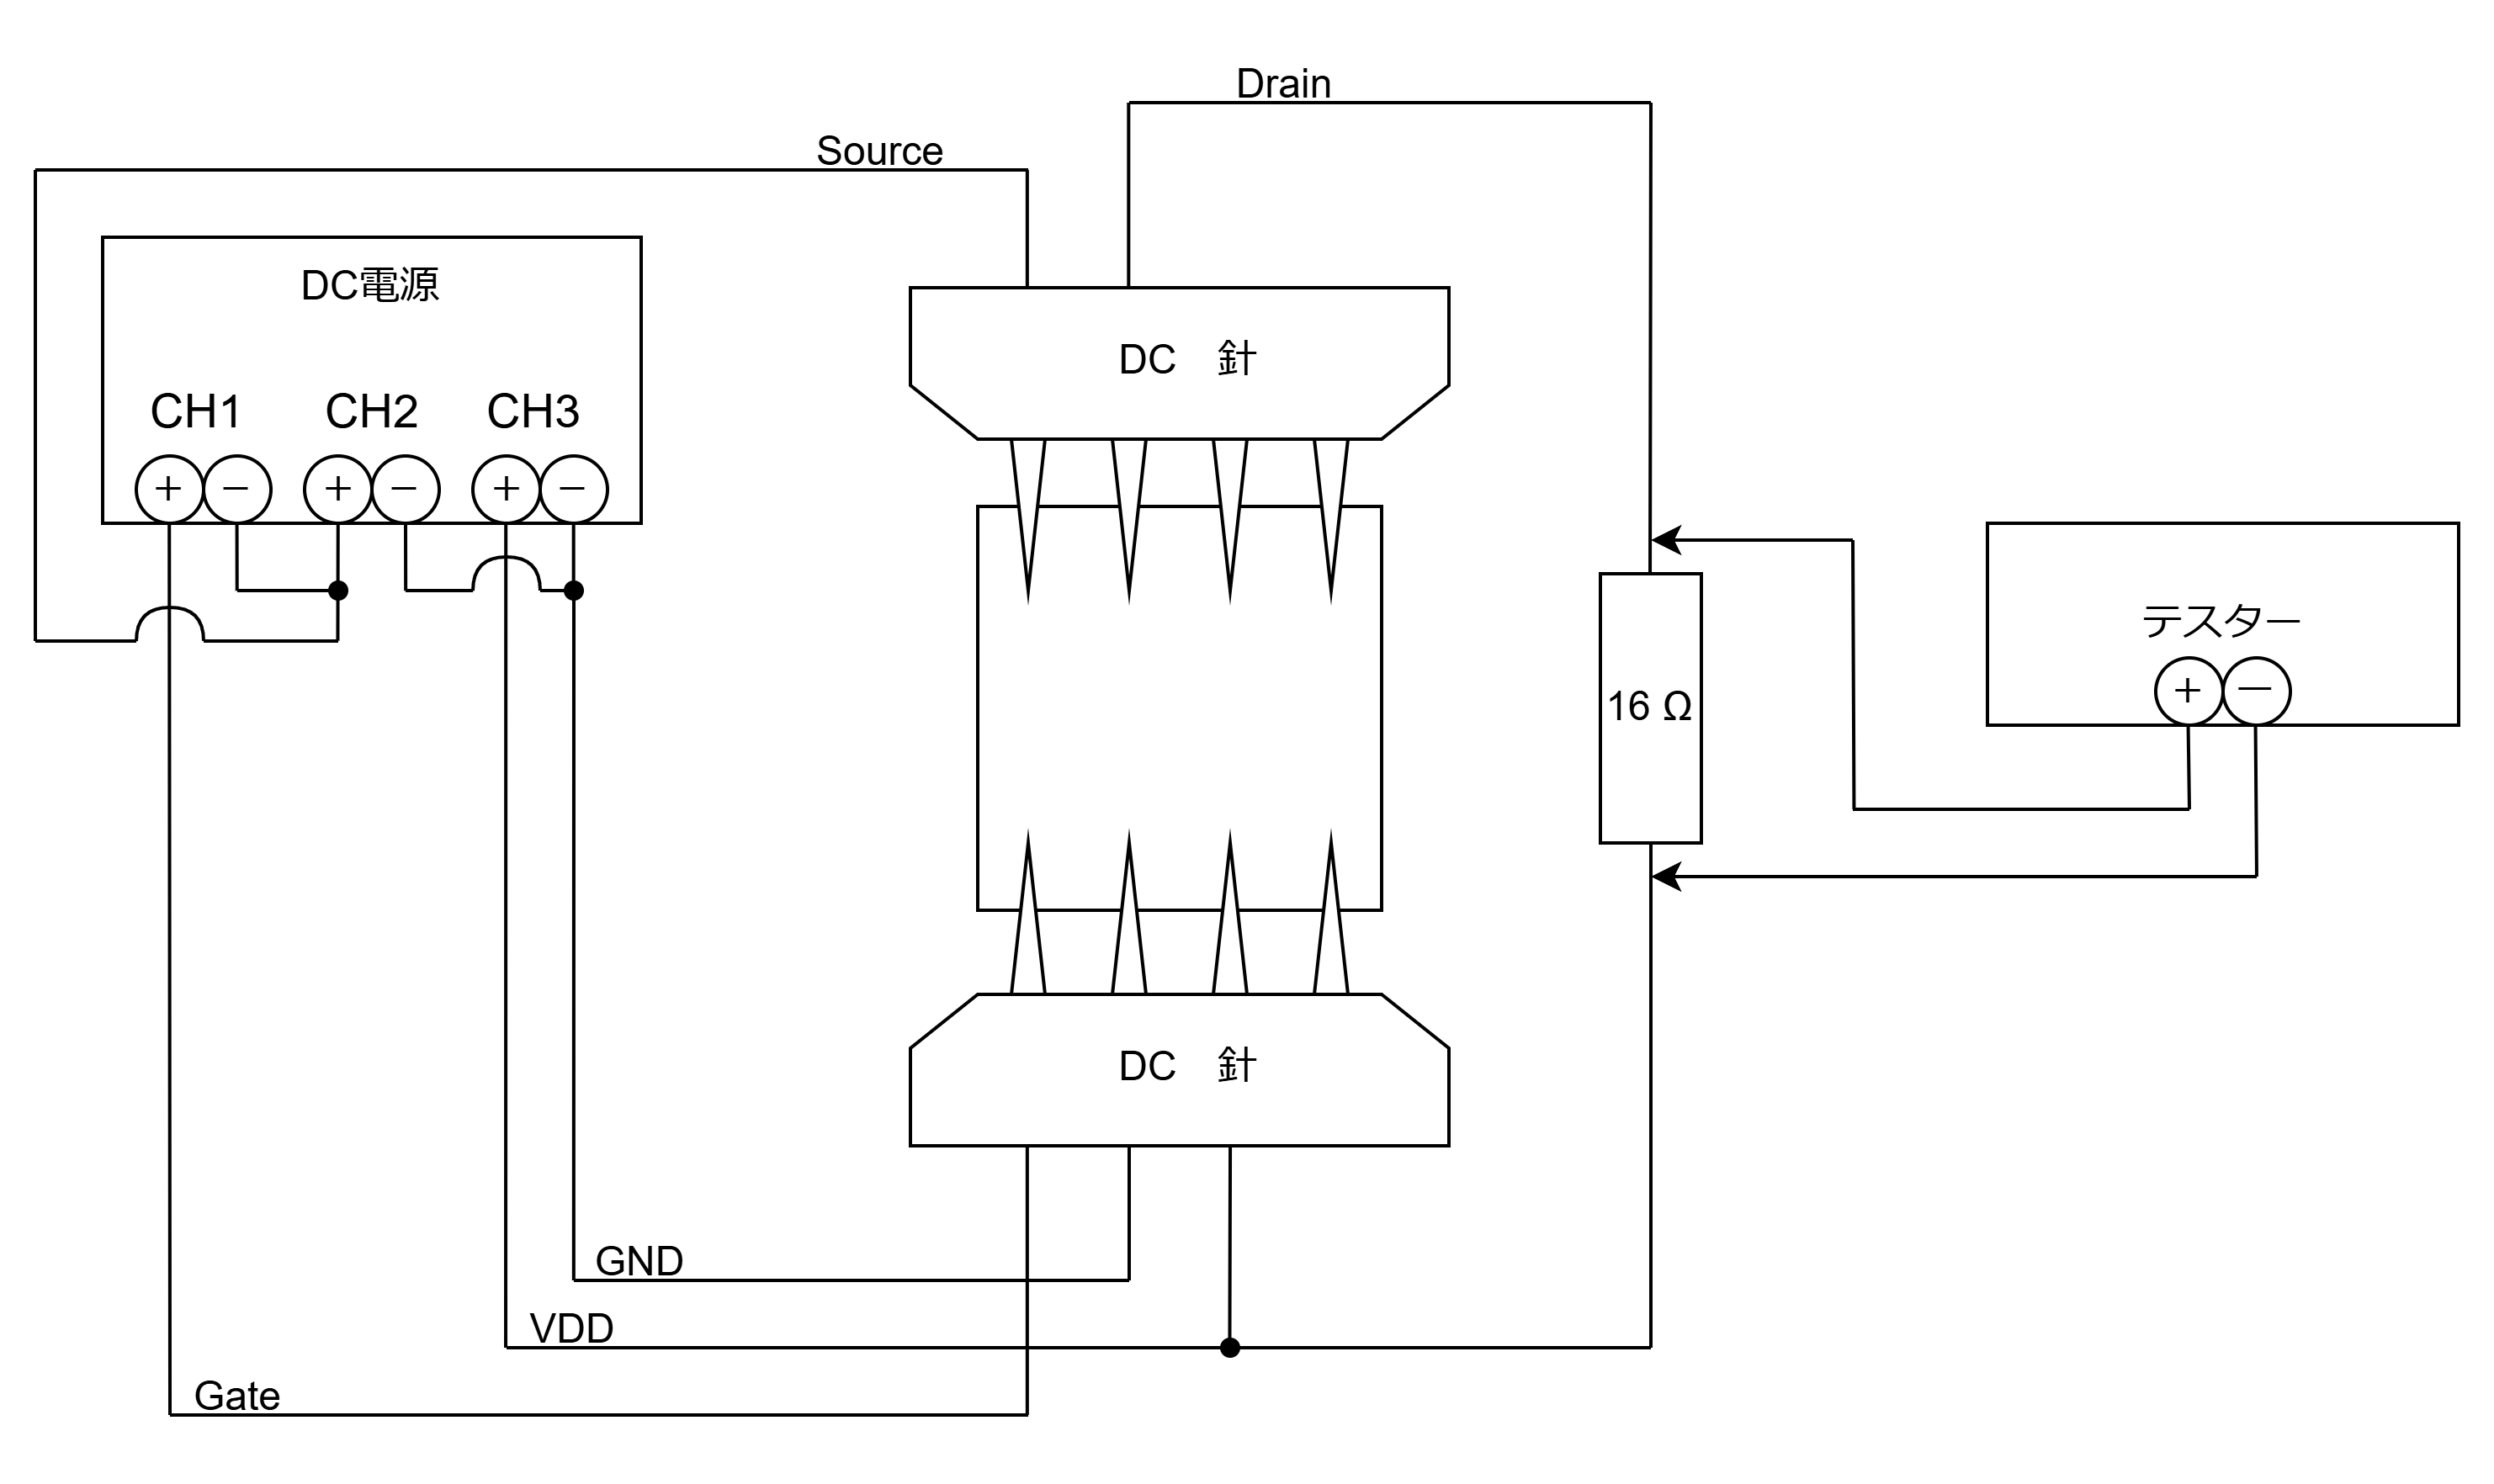 Drain
Source
DC電源
CH1 CH2 CH3
+ − + − + −
DC 針
テスター
+ −
16 Ω
DC 針
GND
VDD
Gate